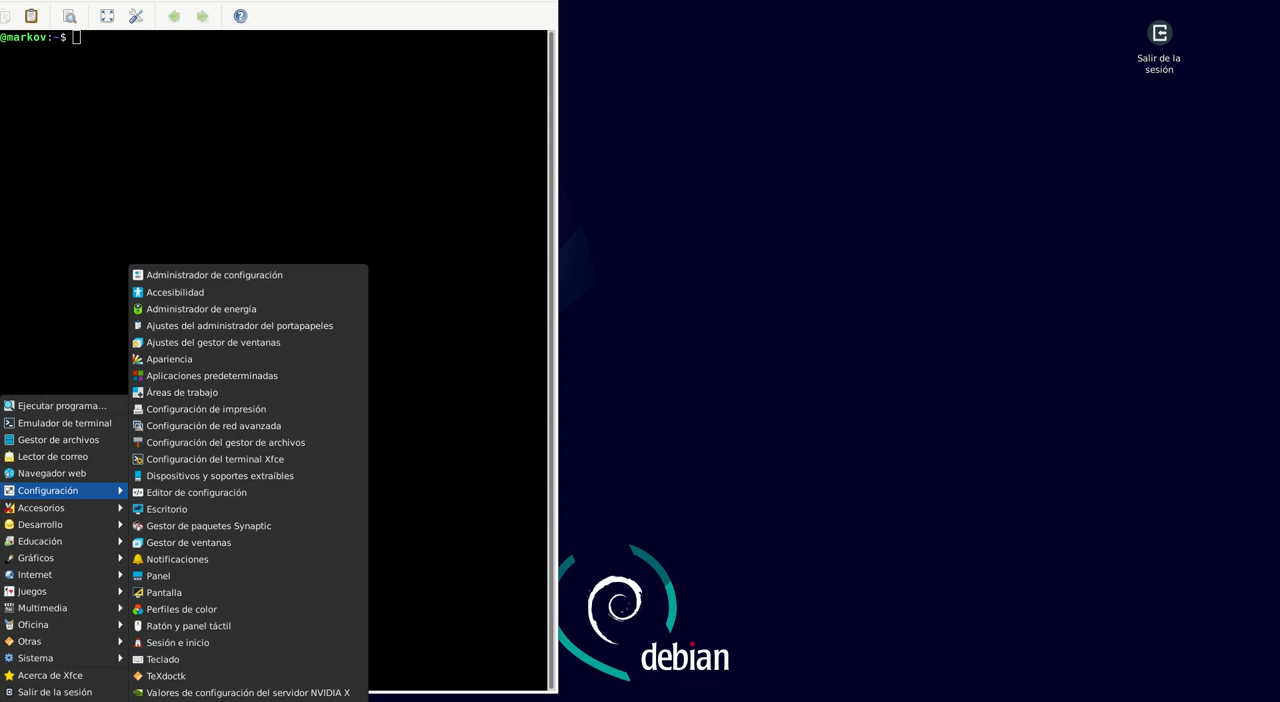 @markov:~$
Salir de la
sesión
Administrador de configuración
Accesibilidad
Administrador de energía
Ajustes del administrador del portapapeles
Ajustes del gestor de ventanas
Apariencia
Aplicaciones predeterminadas
Áreas de trabajo
Configuración de impresión
Configuración de red avanzada
Configuración del gestor de archivos
Configuración del terminal Xfce
Dispositivos y soportes extraíbles
Editor de configuración
Escritorio
Gestor de paquetes Synaptic
Gestor de ventanas
Notificaciones
Panel
Pantalla
Perfiles de color
Ratón y panel táctil
Sesión e inicio
Teclado
TeXdoctk
Valores de configuración del servidor NVIDIA X
Ejecutar programa...
Emulador de terminal
Gestor de archivos
Lector de correo
Navegador web
Configuración
Accesorios
Desarrollo
Educación
Gráficos
Internet
Juegos
Multimedia
Oficina
Otras
Sistema
Acerca de Xfce
Salir de la sesión
debian